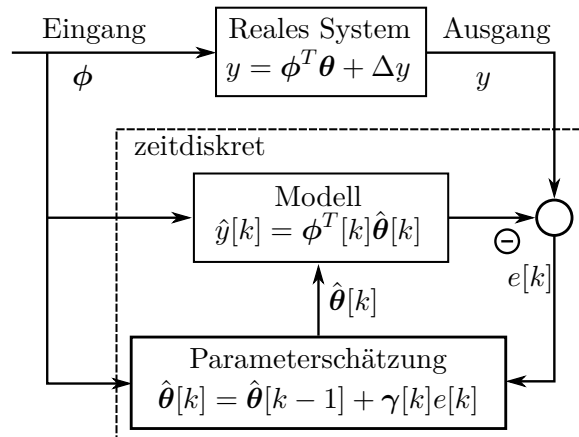 Eingang
Reales System
Ausgang
ϕ
y = ϕ^T θ + Δy
y
zeitdiskret
Modell
ŷ[k] = ϕ^T[k]θ̂[k]
−
e[k]
θ̂[k]
Parameterschätzung
θ̂[k] = θ̂[k − 1] + γ[k]e[k]